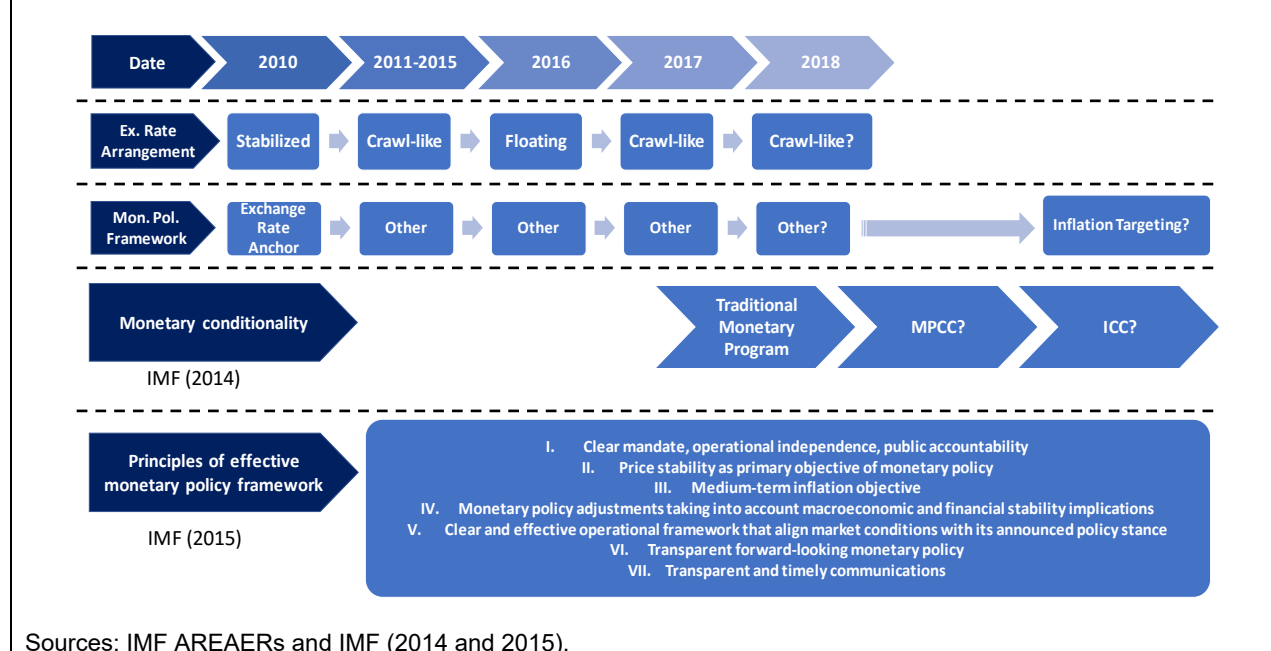 Date
2010
2011-2015
2016
2017
2018
Ex. Rate
Arrangement
Stabilized
Crawl-like
Floating
Crawl-like
Crawl-like?
Mon. Pol.
Framework
Exchange
Rate
Anchor
Other
Other
Other
Other?
Inflation Targeting?
Monetary conditionality
IMF (2014)
Traditional
Monetary
Program
MPCC?
ICC?
Principles of effective
monetary policy framework
IMF (2015)
I. Clear mandate, operational independence, public accountability
II. Price stability as primary objective of monetary policy
III. Medium-term inflation objective
IV. Monetary policy adjustments taking into account macroeconomic and financial stability implications
V. Clear and effective operational framework that align market conditions with its announced policy stance
VI. Transparent forward-looking monetary policy
VII. Transparent and timely communications
Sources: IMF AREAERs and IMF (2014 and 2015).